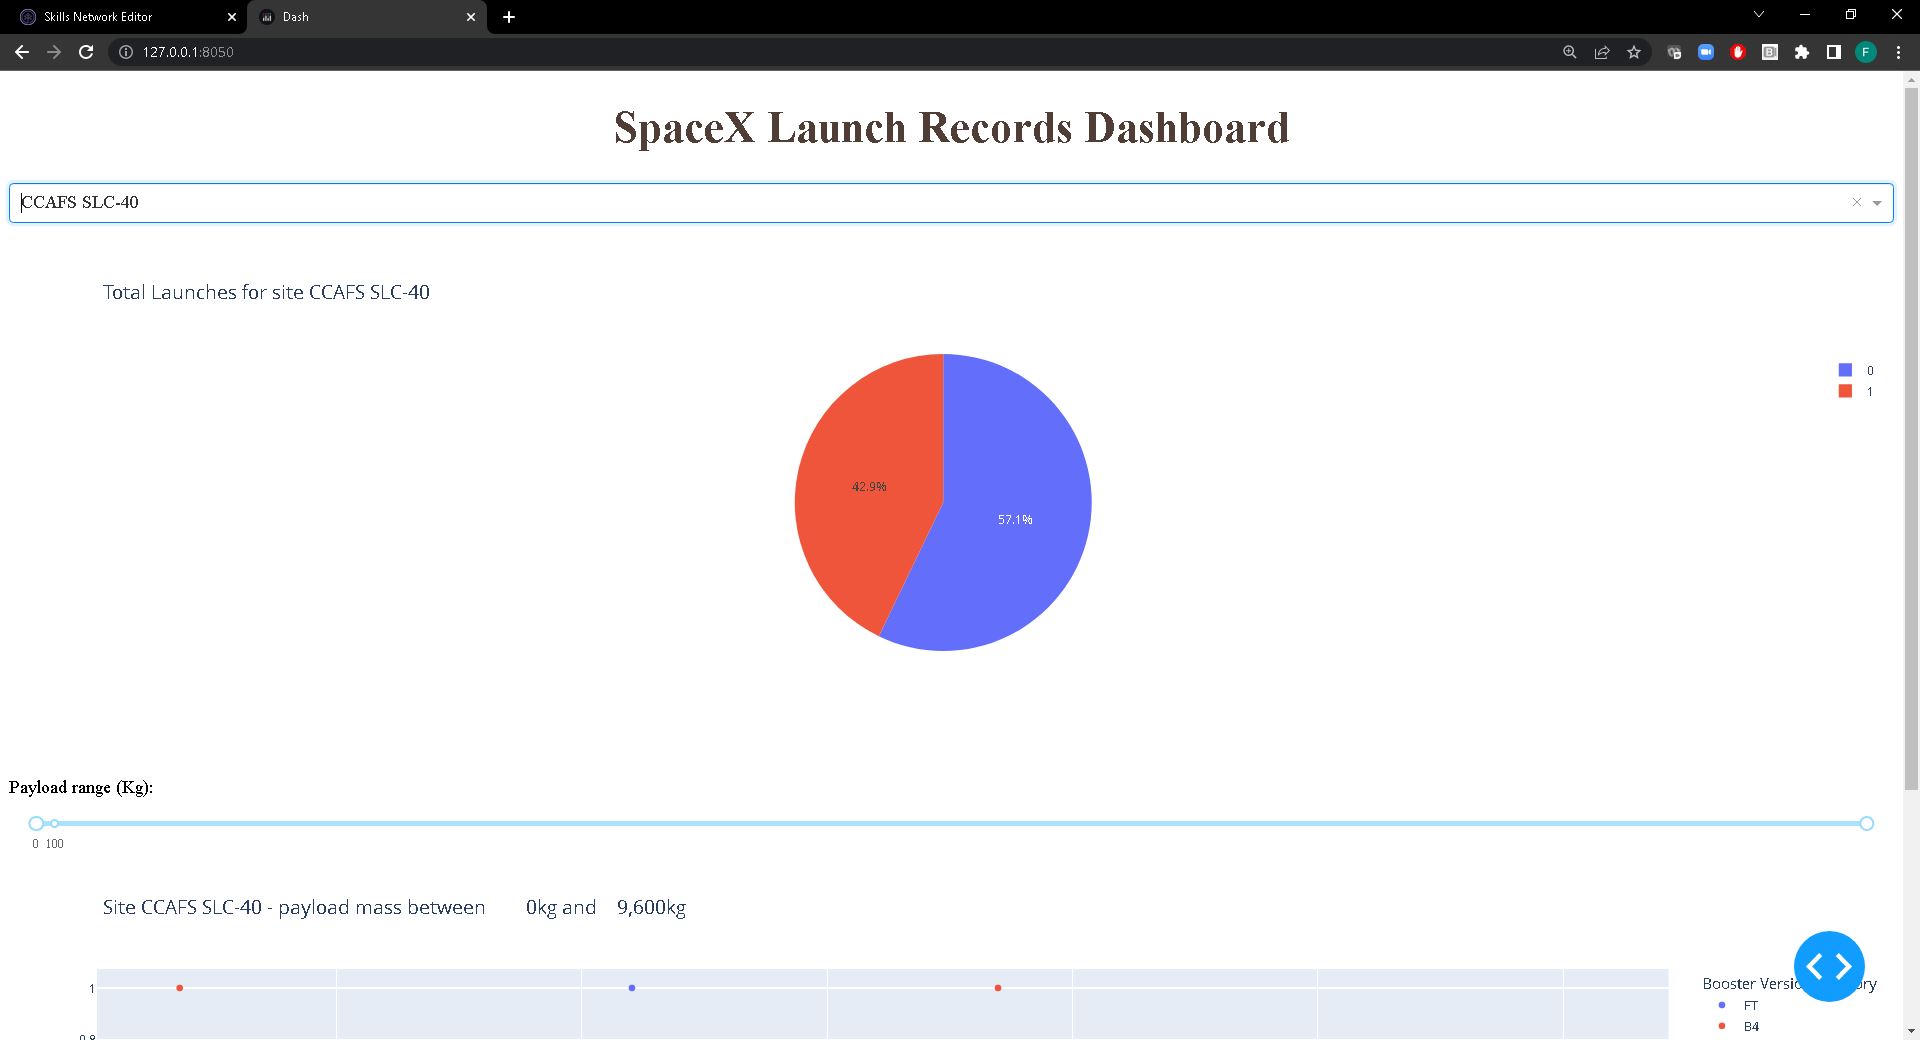 Skills Network Editor
Dash
127.0.0.1:8050
F
SpaceX Launch Records Dashboard
CCAFS SLC-40
Total Launches for site CCAFS SLC-40
0
1
42.9%
57.1%
Payload range (Kg):
0 100
Site CCAFS SLC-40 - payload mass between 0kg and 9,600kg
1
Booster Versio
ory
FT
B4